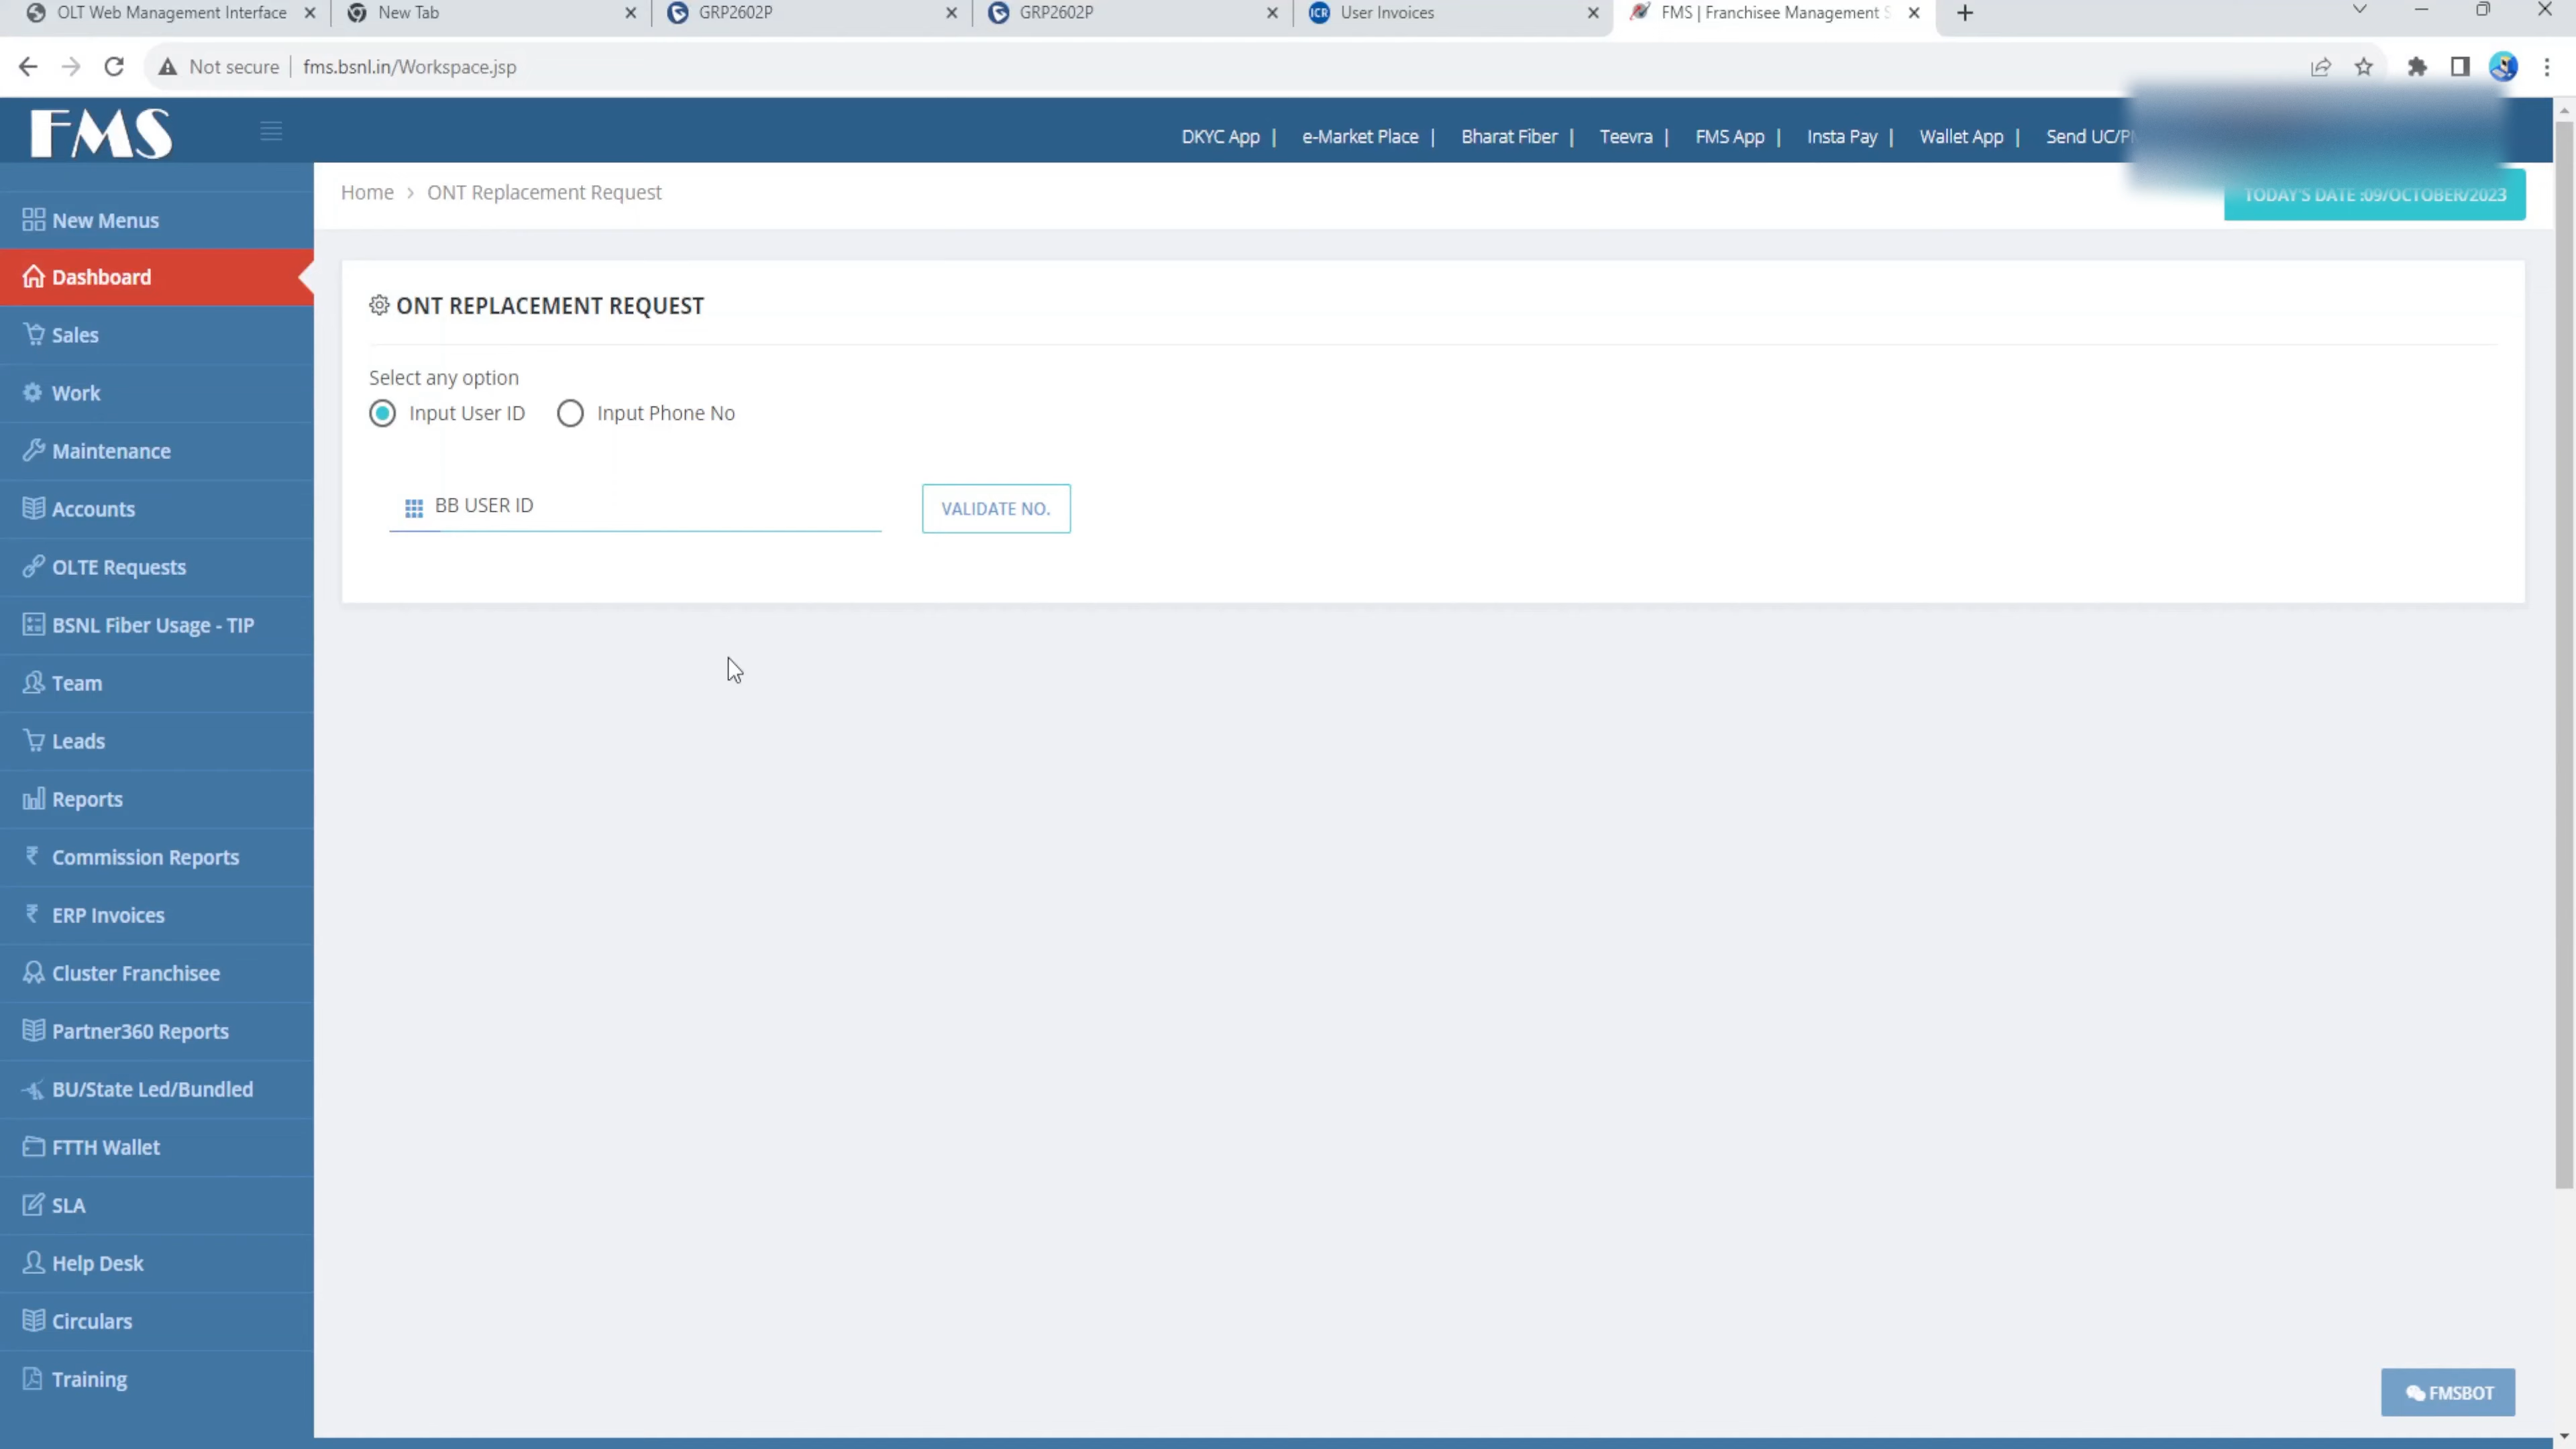 OLT Web Management Interface
New Tab
GRP2602P
GRP2602P
ICR User Invoices
FMS | Franchisee Management S
Not secure
fms.bsnl.in/Workspace.jsp
FMS
DKYC App | e-Market Place | Bharat Fiber | Teevra | FMS App | Insta Pay | Wallet App | Send UC/
Home > ONT Replacement Request
TODAY'S DATE :09/OCTOBER/2023
New Menus
Dashboard
Sales
Work
Maintenance
Accounts
OLTE Requests
BSNL Fiber Usage - TIP
Team
Leads
Reports
₹ Commission Reports
₹ ERP Invoices
Cluster Franchisee
Partner360 Reports
BU/State Led/Bundled
FTTH Wallet
SLA
Help Desk
Circulars
Training
ONT REPLACEMENT REQUEST
Select any option
Input User ID Input Phone No
BB USER ID
VALIDATE NO.
FMSBOT